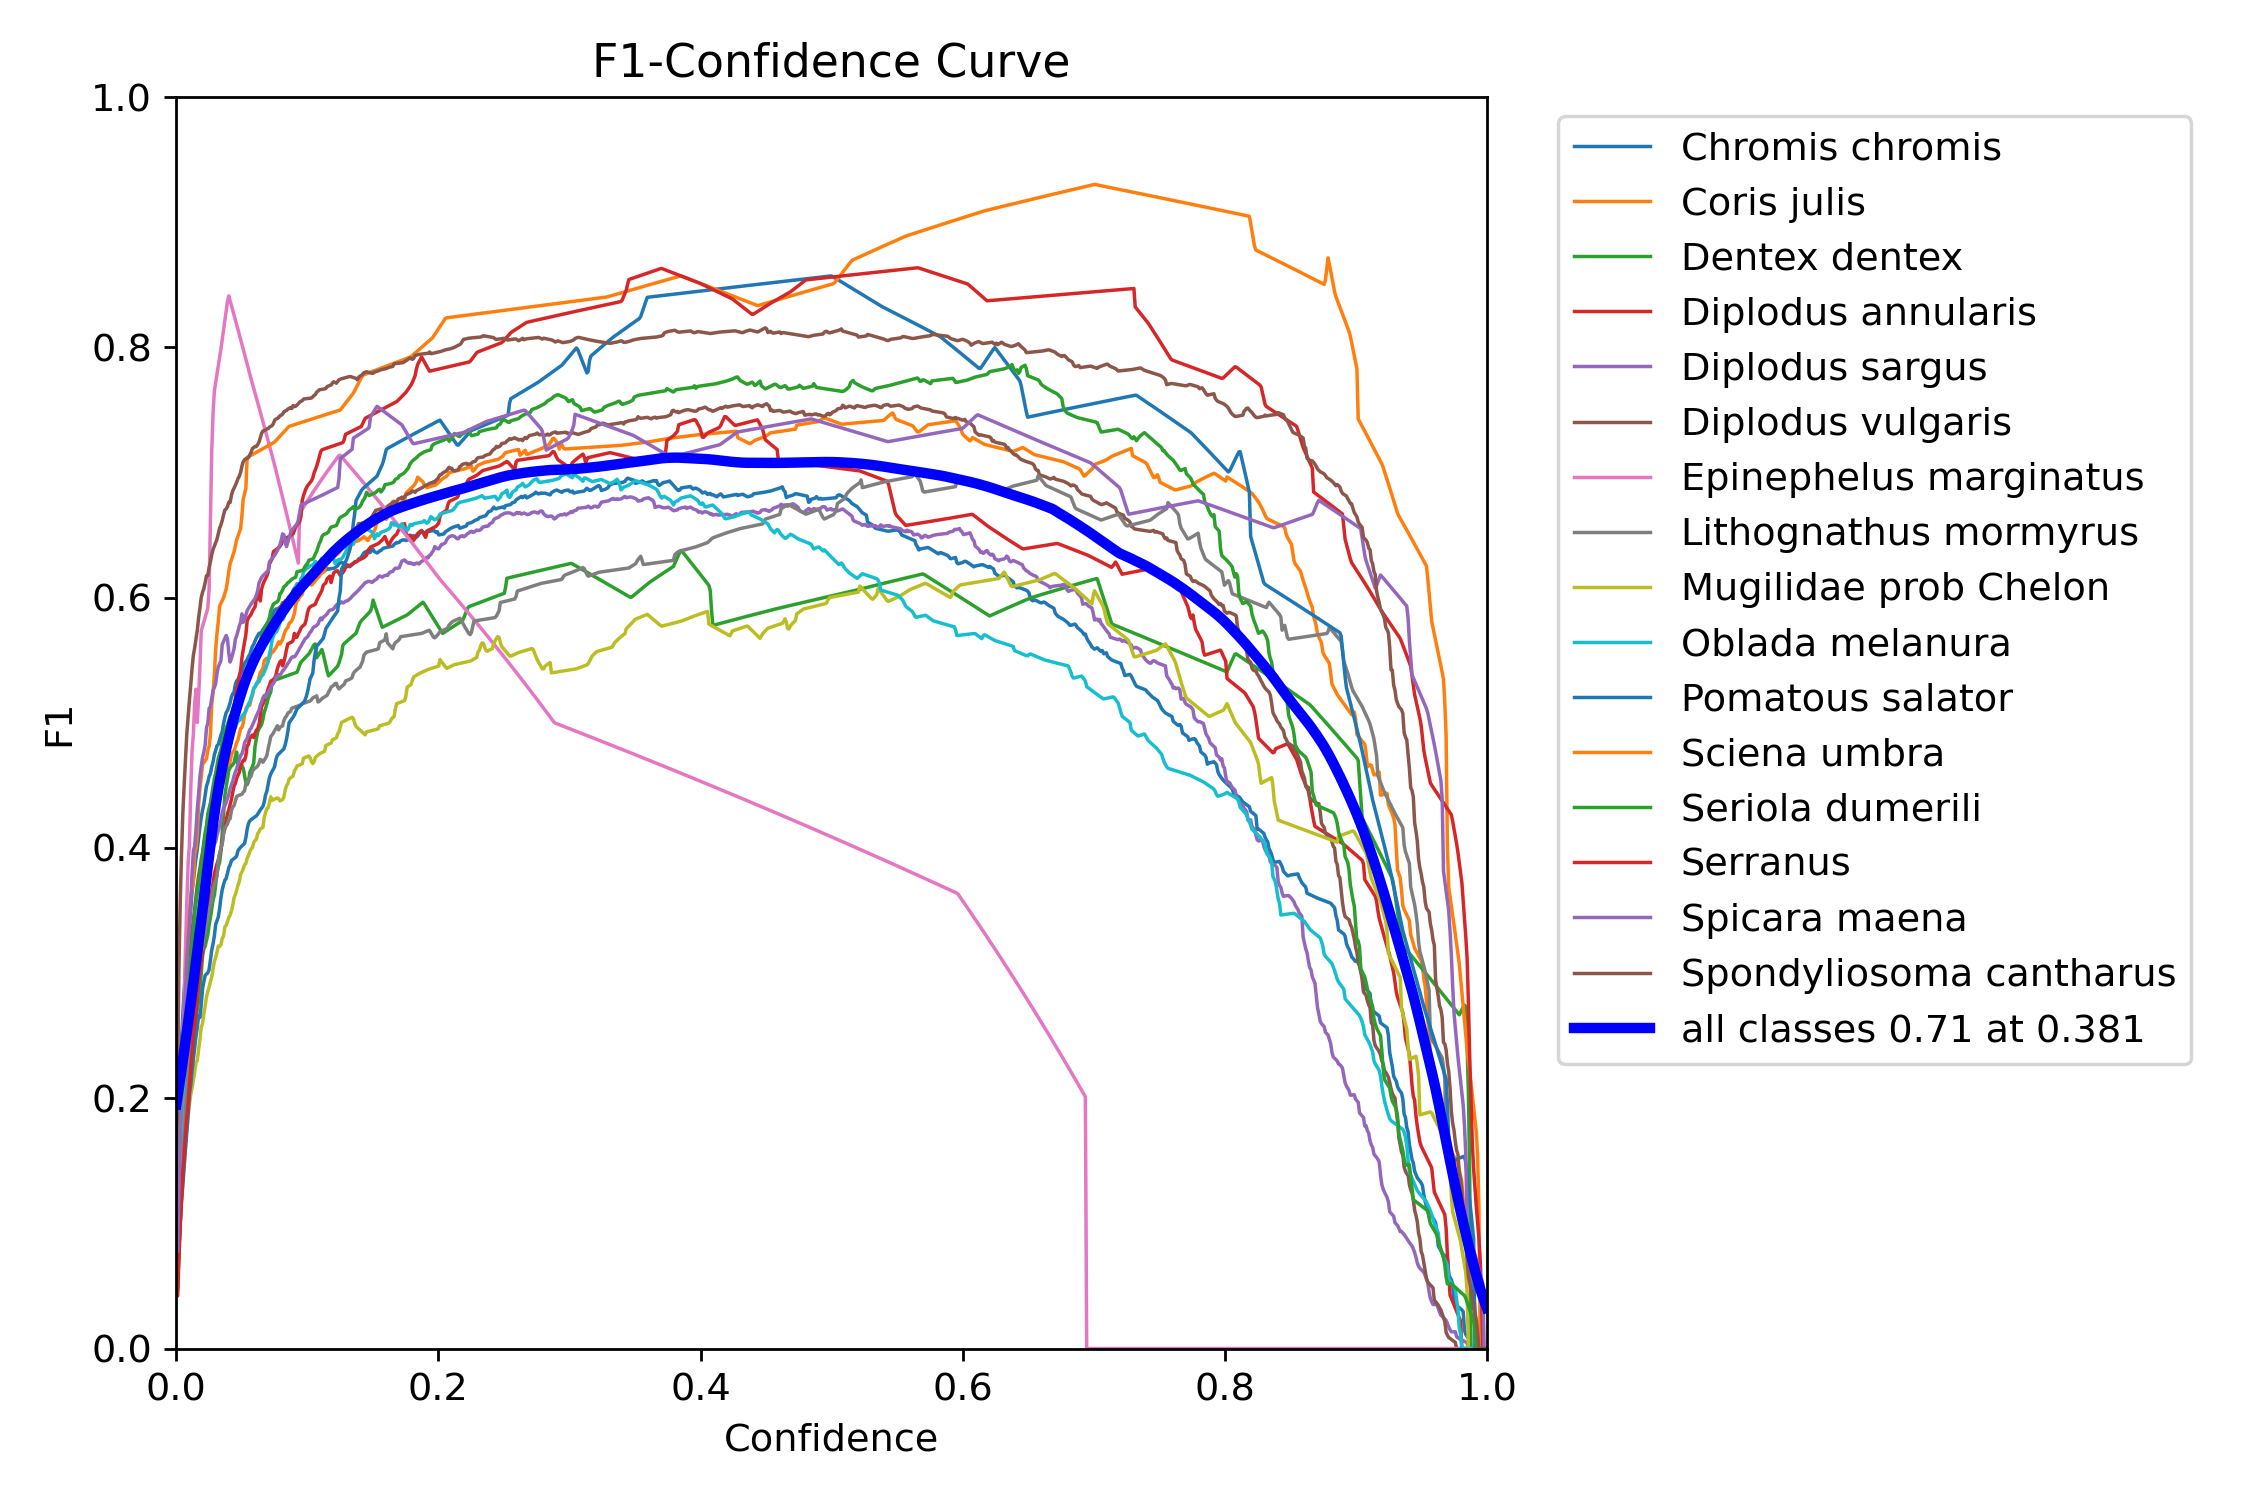 F1-Confidence Curve
1.0
0.8
0.6
0.4
0.2
0.0
F1
0.0
0.2
0.4
0.6
0.8
1.0
Confidence
Chromis chromis
Coris julis
Dentex dentex
Diplodus annularis
Diplodus sargus
Diplodus vulgaris
Epinephelus marginatus
Lithognathus mormyrus
Mugilidae prob Chelon
Oblada melanura
Pomatous salator
Sciena umbra
Seriola dumerili
Serranus
Spicara maena
Spondyliosoma cantharus
all classes 0.71 at 0.381